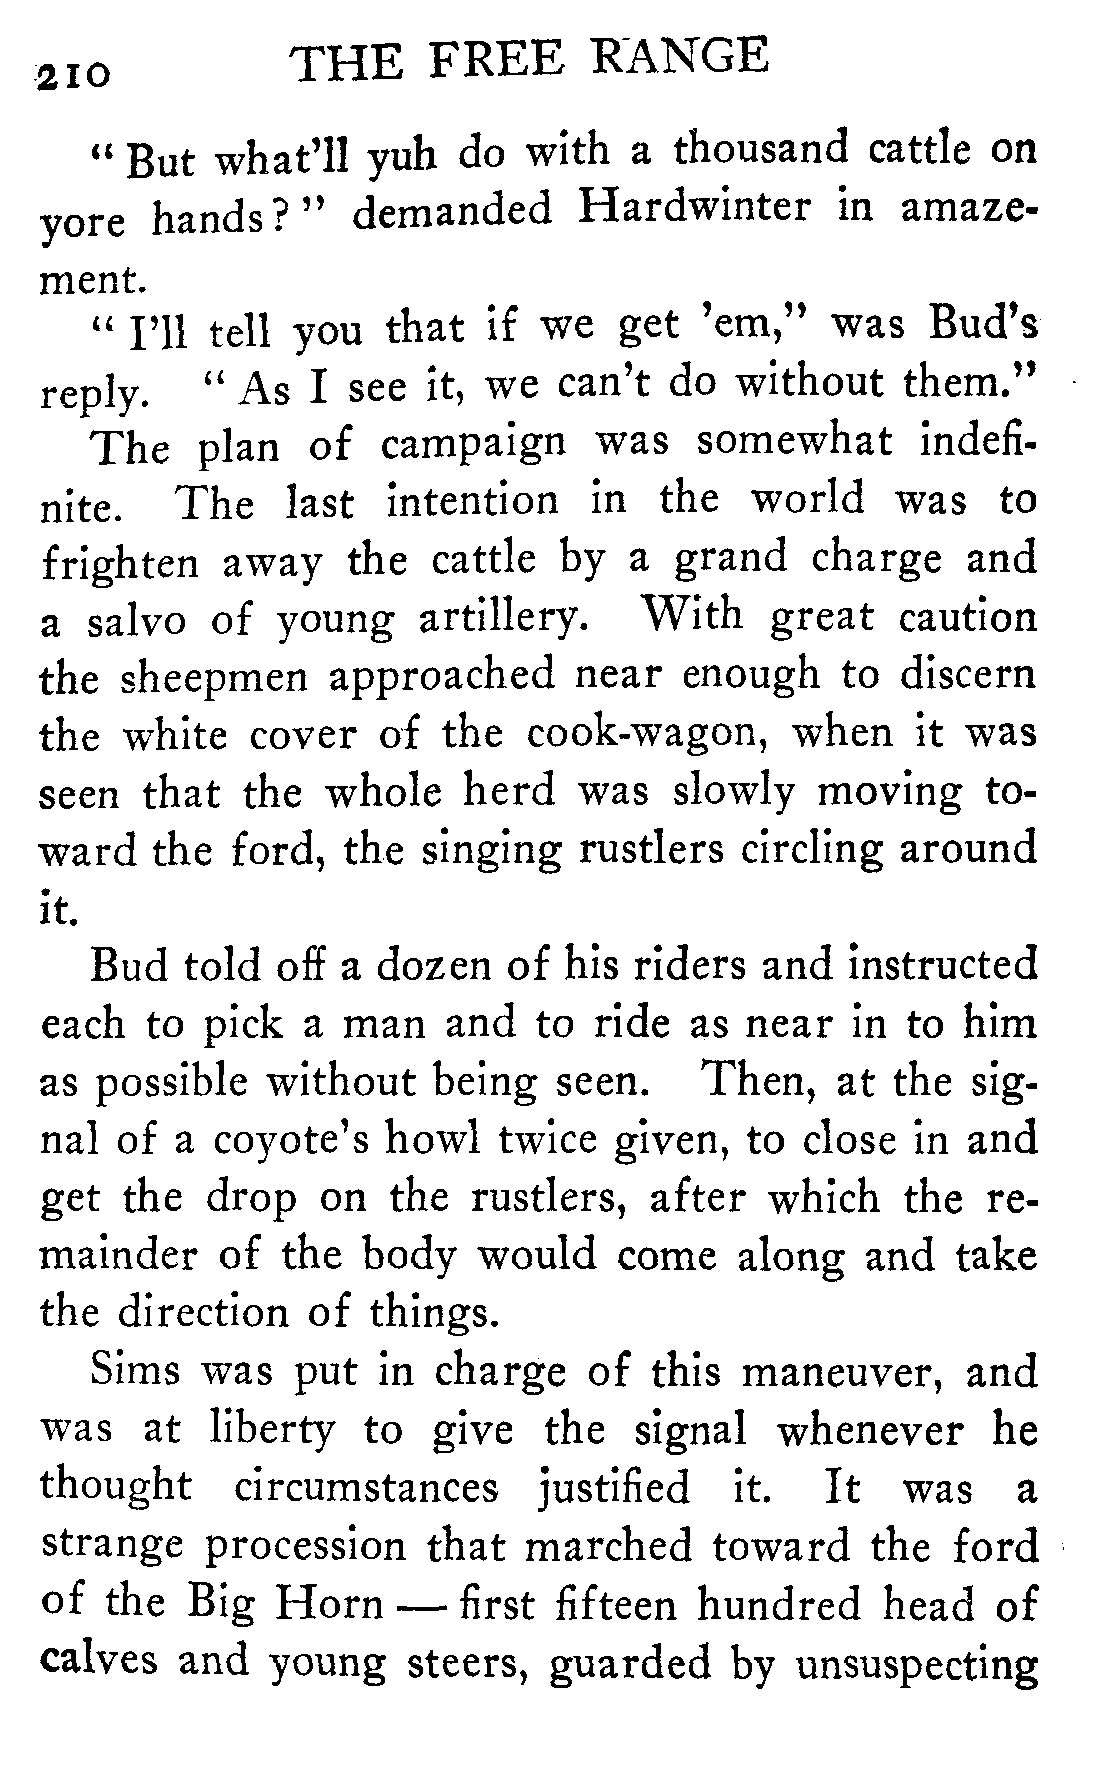 210 THE FREE RANGE
" But what'll yuh do with a thousand cattle on
yore hands? " demanded Hardwinter in amaze-
ment.
" I'll tell you that if we get 'em," was Bud's
reply. " As I see it, we can't do without them."
The plan of campaign was somewhat indefi-
nite. The last intention in the world was to
frighten away the cattle by a grand charge and
a salvo of young artillery. With great caution
the sheepmen approached near enough to discern
the white cover of the cook-wagon, when it was
seen that the whole herd was slowly moving to-
ward the ford, the singing rustlers circling around
it.
Bud told off a dozen of his riders and instructed
each to pick a man and to ride as near in to him
as possible without being seen. Then, at the sig-
nal of a coyote's howl twice given, to close in and
get the drop on the rustlers, after which the re-
mainder of the body would come along and take
the direction of things.
Sims was put in charge of this maneuver, and
was at liberty to give the signal whenever he
thought circumstances justified it. It was a
strange procession that marched toward the ford
of the Big Horn — first fifteen hundred head of
calves and young steers, guarded by unsuspecting